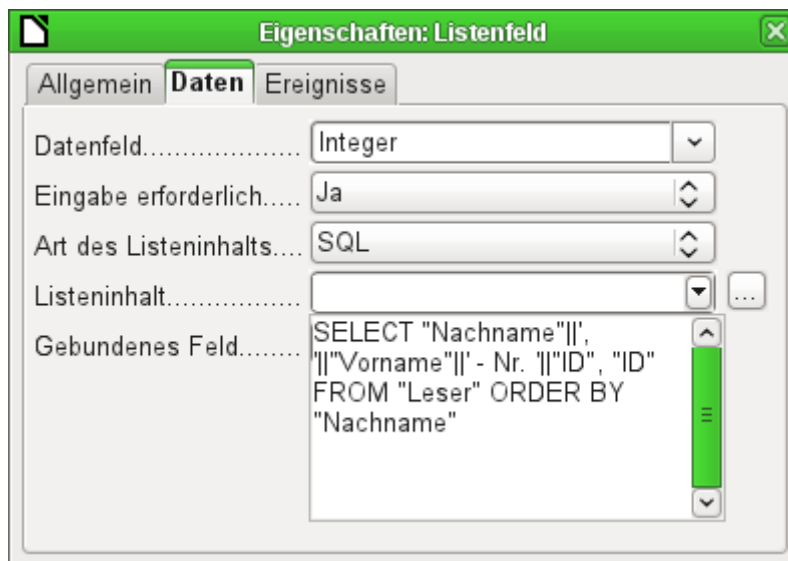 Eigenschaften: Listenfeld
Allgemein Daten Ereignisse
Datenfeld.................... Integer
Eingabe erforderlich..... Ja
Art des Listeninhalts.... SQL
Listeninhalt................. ...
Gebundenes Feld........
SELECT "Nachname"||',
'||"Vorname"||' - Nr. '||"ID", "ID"
FROM "Leser" ORDER BY
"Nachname"